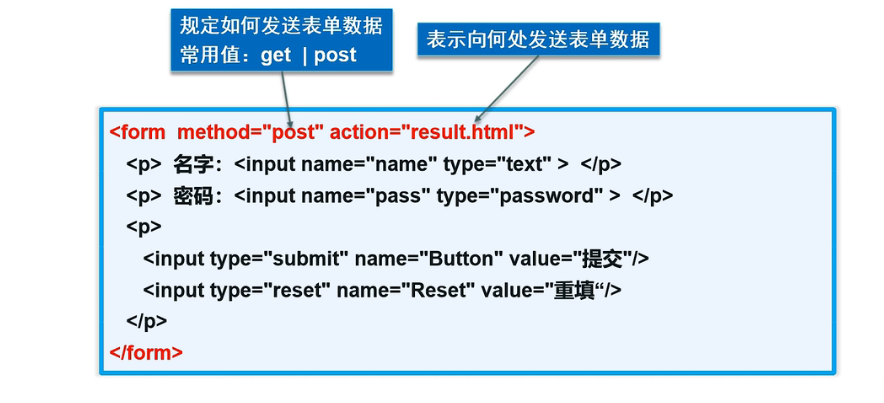 规定如何发送表单数据
常用值：get | post
表示向何处发送表单数据
<form method="post" action="result.html">
<p> 名字：<input name="name" type="text" > </p>
<p> 密码：<input name="pass" type="password" > </p>
<p>
<input type="submit" name="Button" value="提交"/>
<input type="reset" name="Reset" value="重填“/>
</p>
</form>